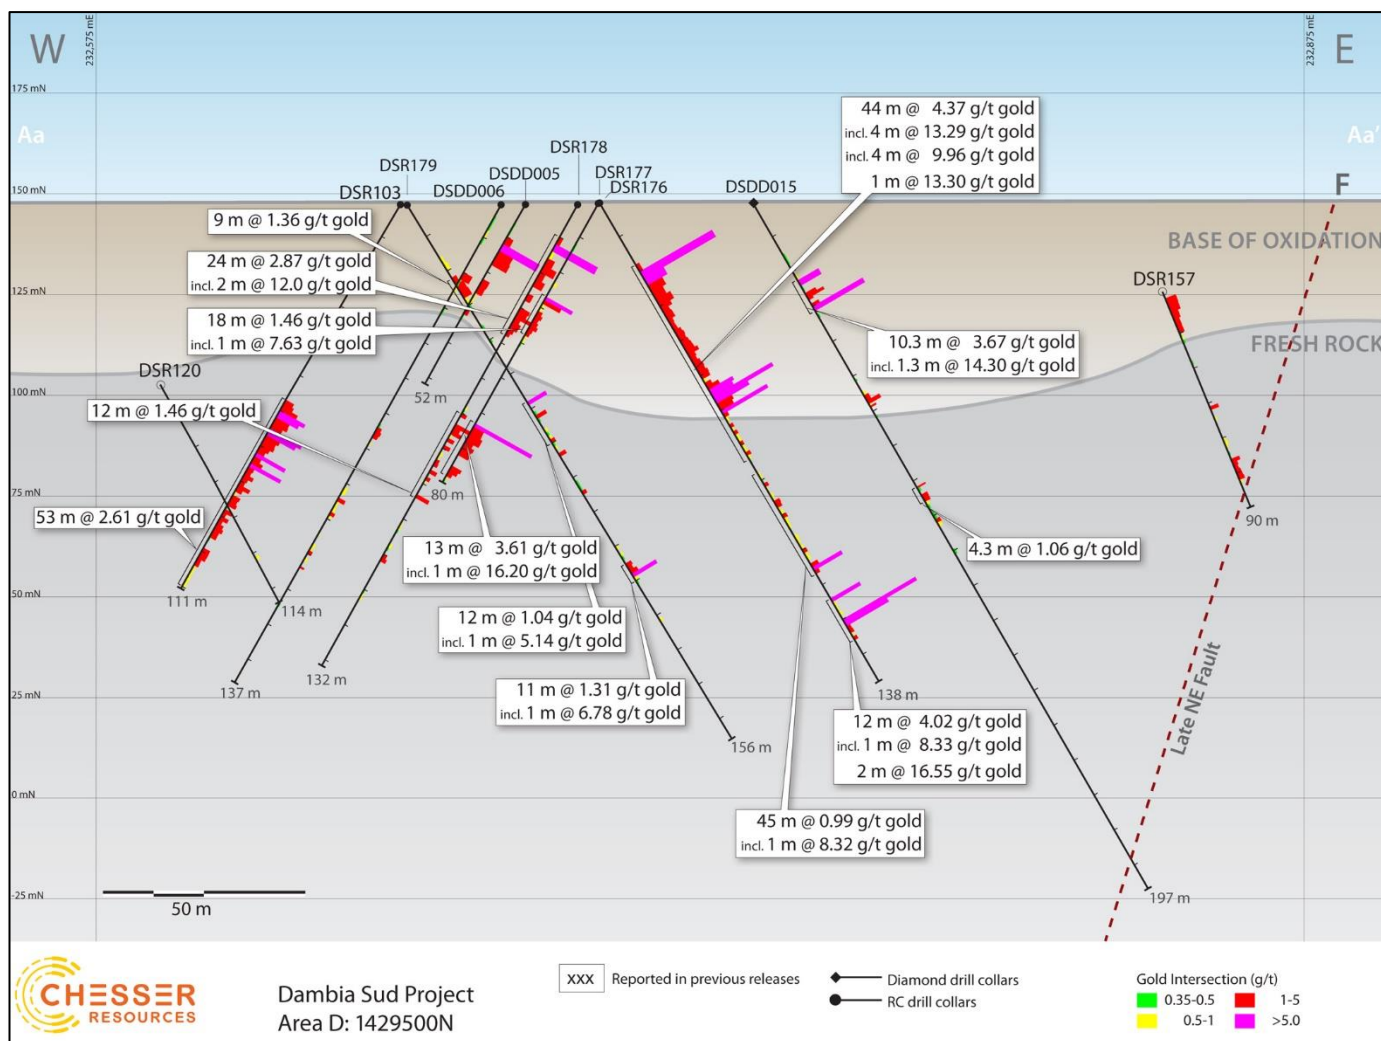 W
232,575 mE
232,875 mE
E
175 mN
Aa
Aa'
44 m @ 4.37 g/t gold
incl. 4 m @ 13.29 g/t gold
incl. 4 m @ 9.96 g/t gold
1 m @ 13.30 g/t gold
DSR178
DSR179
DSDD005
DSR177
DSR103
DSDD006
DSR176
DSDD015
F
150 mN
9 m @ 1.36 g/t gold
BASE OF OXIDATION
24 m @ 2.87 g/t gold
incl. 2 m @ 12.0 g/t gold
DSR157
125 mN
18 m @ 1.46 g/t gold
incl. 1 m @ 7.63 g/t gold
10.3 m @ 3.67 g/t gold
incl. 1.3 m @ 14.30 g/t gold
FRESH ROCK
DSR120
100 mN
52 m
12 m @ 1.46 g/t gold
75 mN
80 m
53 m @ 2.61 g/t gold
90 m
13 m @ 3.61 g/t gold
incl. 1 m @ 16.20 g/t gold
4.3 m @ 1.06 g/t gold
50 mN
111 m
114 m
12 m @ 1.04 g/t gold
incl. 1 m @ 5.14 g/t gold
25 mN
137 m
132 m
11 m @ 1.31 g/t gold
incl. 1 m @ 6.78 g/t gold
138 m
Late NE Fault
12 m @ 4.02 g/t gold
incl. 1 m @ 8.33 g/t gold
2 m @ 16.55 g/t gold
156 m
0 mN
45 m @ 0.99 g/t gold
incl. 1 m @ 8.32 g/t gold
-25 mN
197 m
50 m
CHESSER
RESOURCES
Dambia Sud Project
Area D: 1429500N
XXX Reported in previous releases
Diamond drill collars
RC drill collars
Gold Intersection (g/t)
0.35-0.5 1-5
0.5-1 >5.0